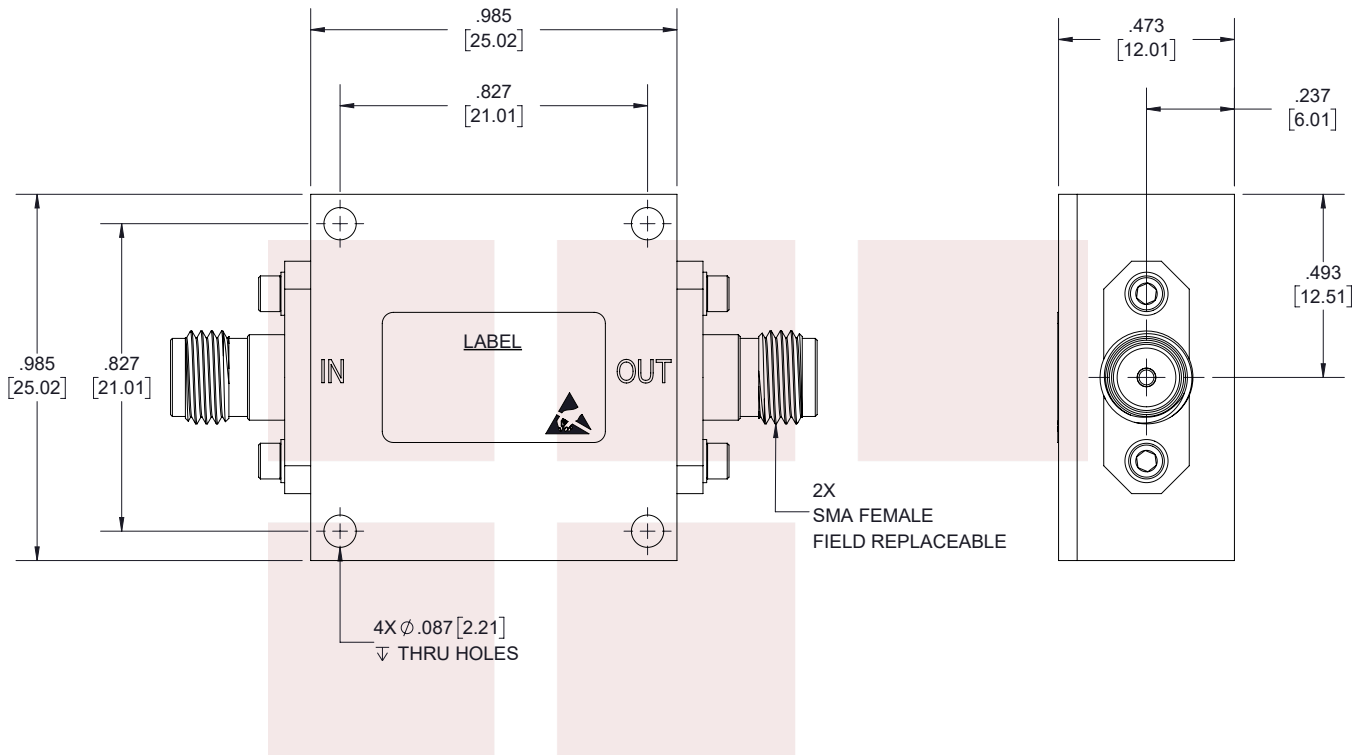 .985
[25.02]
.827
[21.01]
.473
[12.01]
.237
[6.01]
.985
[25.02]
.827
[21.01]
.493
[12.51]
LABEL
IN
OUT
2X
SMA FEMALE
FIELD REPLACEABLE
4X ⌀ .087 [2.21]
↧ THRU HOLES